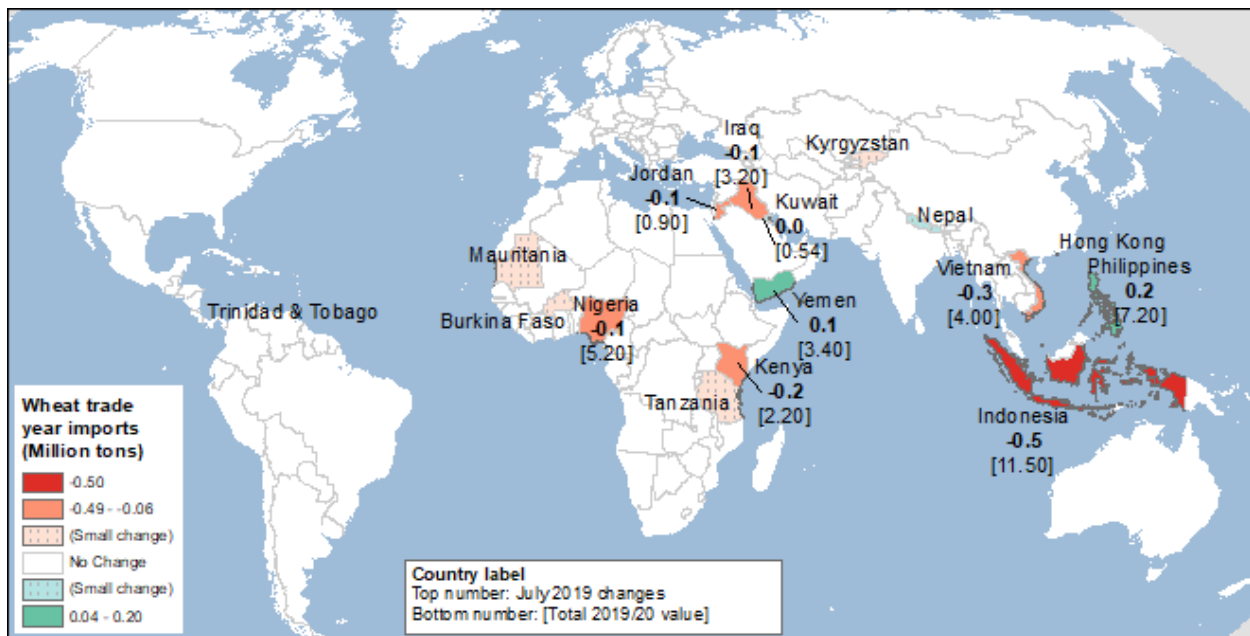 Iraq
-0.1
[3.20]
Kyrgyzstan
Jordan
-0.1
[0.90]
Kuwait
0.0
[0.54]
Nepal
Hong Kong
Philippines
0.2
[7.20]
Vietnam
-0.3
[4.00]
Mauritania
Trinidad & Tobago
Burkina Faso
Nigeria
-0.1
[5.20]
Yemen
0.1
[3.40]
Kenya
-0.2
[2.20]
Tanzania
Indonesia
-0.5
[11.50]
Wheat trade
year imports
(Million tons)
-0.50
-0.49 - -0.06
(Small change)
No Change
(Small change)
0.04 - 0.20
Country label
Top number: July 2019 changes
Bottom number: [Total 2019/20 value]